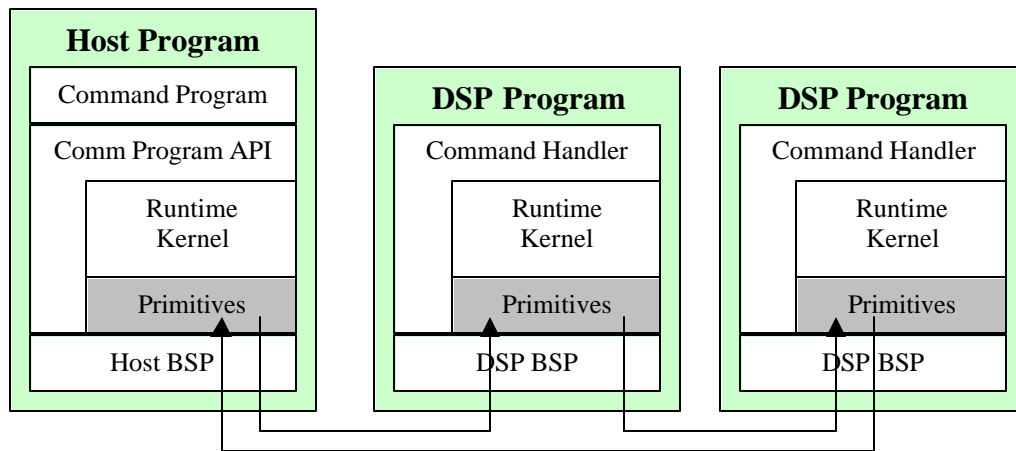 Host Program
Command Program
Comm Program API
Runtime
Kernel
Primitives
Host BSP
DSP Program
Command Handler
Runtime
Kernel
Primitives
DSP BSP
DSP Program
Command Handler
Runtime
Kernel
Primitives
DSP BSP